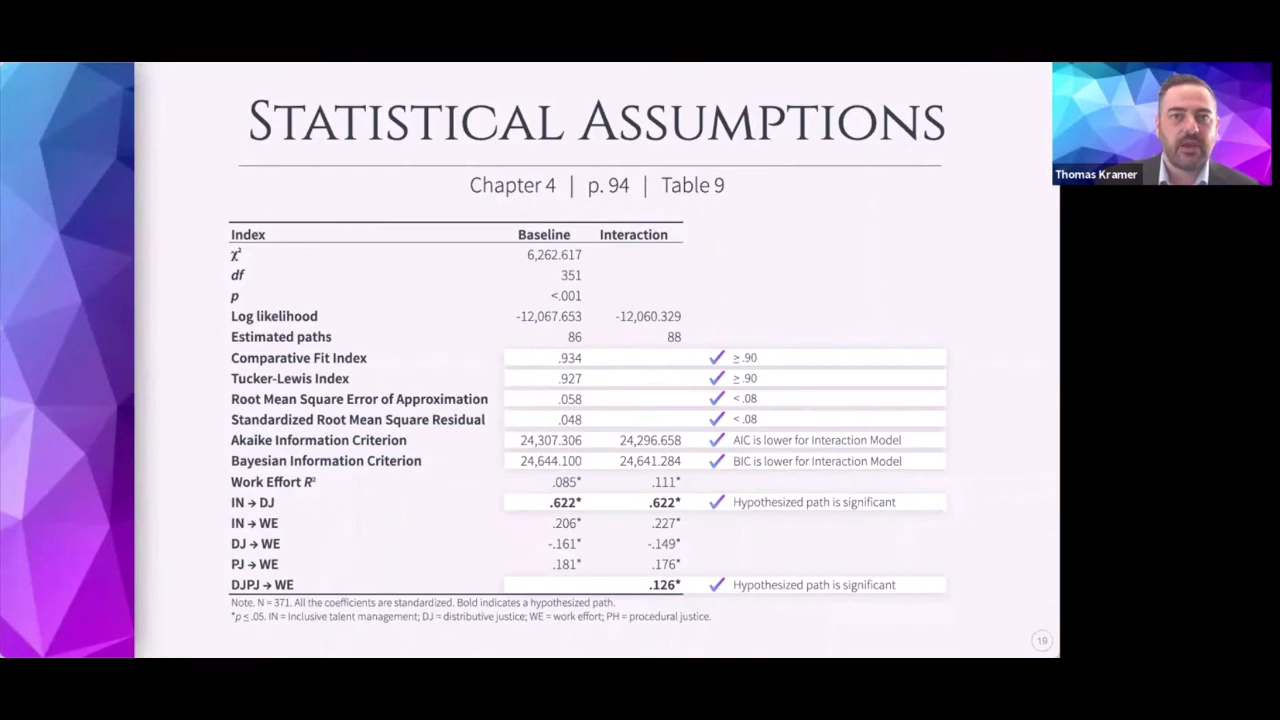 STATISTICAL ASSUMPTIONS
Chapter 4 | p. 94 | Table 9
Thomas Kramer
Index Baseline Interaction
χ² 6,262.617
df 351
p <.001
Log likelihood -12,067.653 -12,060.329
Estimated paths 86 88
Comparative Fit Index .934 ✓ ≥ .90
Tucker-Lewis Index .927 ✓ ≥ .90
Root Mean Square Error of Approximation .058 ✓ < .08
Standardized Root Mean Square Residual .048 ✓ < .08
Akaike Information Criterion 24,307.306 24,296.658 ✓ AIC is lower for Interaction Model
Bayesian Information Criterion 24,644.100 24,641.284 ✓ BIC is lower for Interaction Model
Work Effort R² .085* .111*
IN → DJ .622* .622* ✓ Hypothesized path is significant
IN → WE .206* .227*
DJ → WE -.161* -.149*
PJ → WE .181* .176*
DJPJ → WE .126* ✓ Hypothesized path is significant
Note. N = 371. All the coefficients are standardized. Bold indicates a hypothesized path.
*p ≤ .05. IN = Inclusive talent management; DJ = distributive justice; WE = work effort; PH = procedural justice.
19